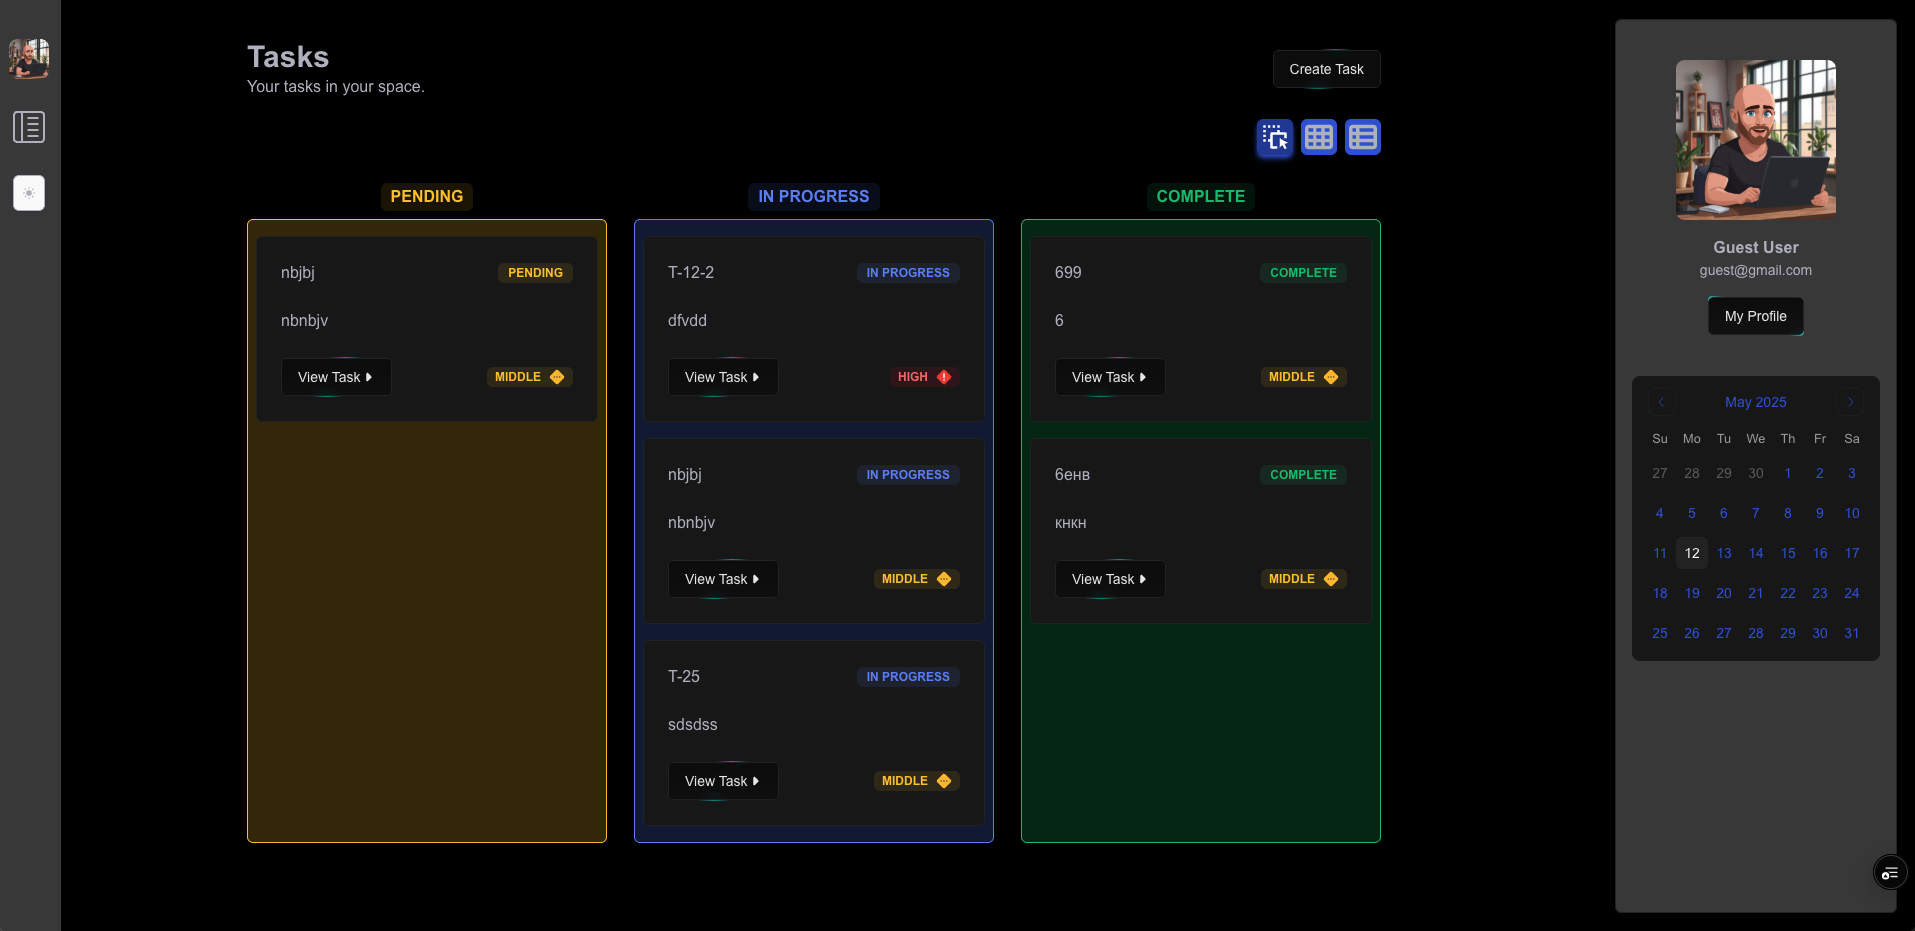 Tasks
Your tasks in your space.
Create Task
PENDING
nbjbj PENDING
nbnbjv
View Task MIDDLE
IN PROGRESS
T-12-2 IN PROGRESS
dfvdd
View Task HIGH
nbjbj IN PROGRESS
nbnbjv
View Task MIDDLE
T-25 IN PROGRESS
sdsdss
View Task MIDDLE
COMPLETE
699 COMPLETE
6
View Task MIDDLE
6енв COMPLETE
кнкн
View Task MIDDLE
Guest User
guest@gmail.com
My Profile
May 2025
Su Mo Tu We Th Fr Sa
27 28 29 30 1 2 3
4 5 6 7 8 9 10
11 12 13 14 15 16 17
18 19 20 21 22 23 24
25 26 27 28 29 30 31